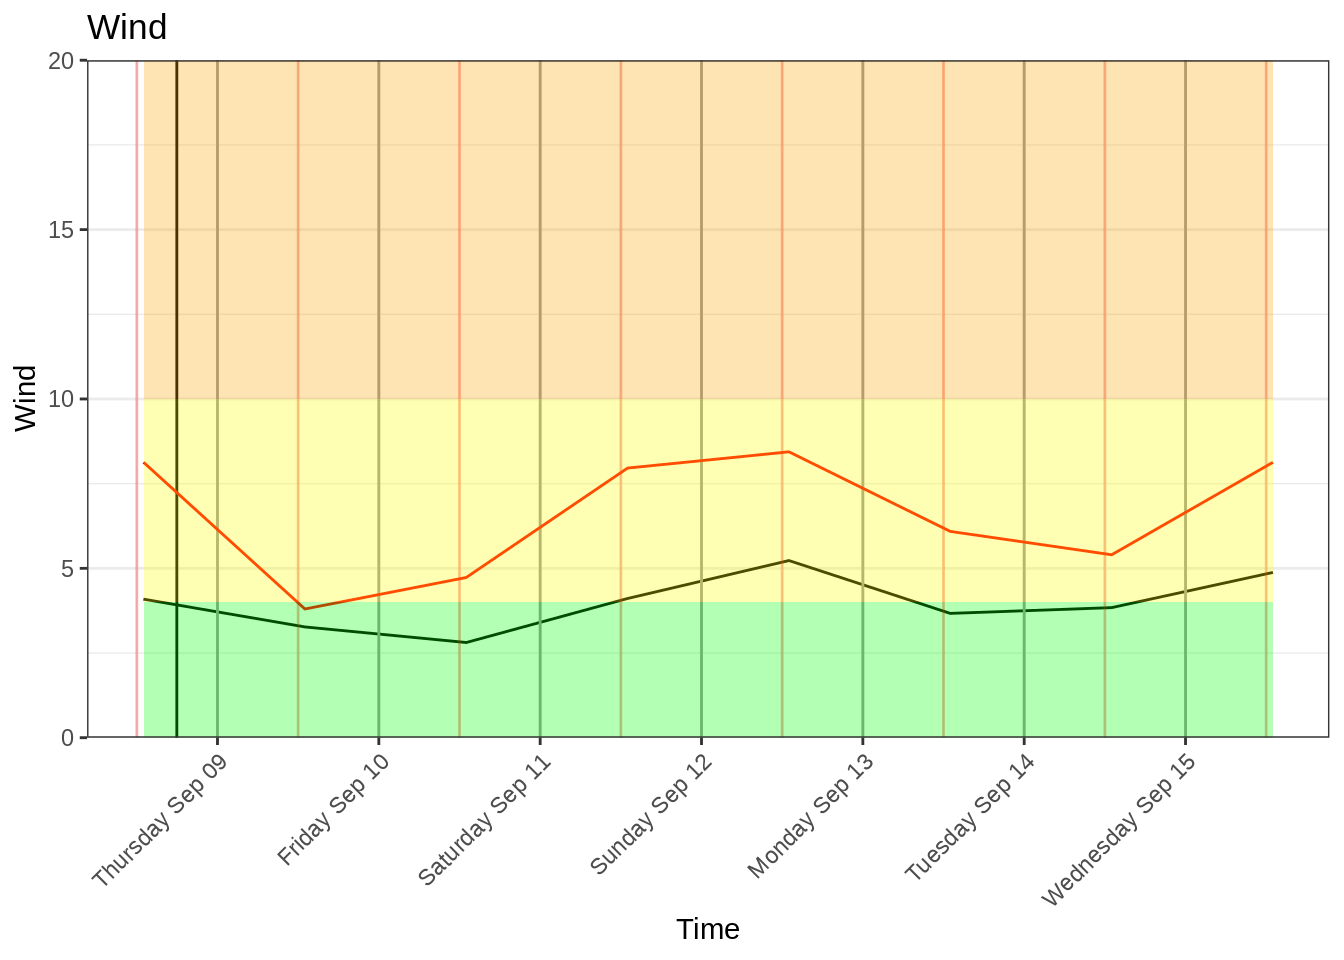 Wind
20
15
10
5
0
Wind
Thursday Sep 09
Friday Sep 10
Saturday Sep 11
Sunday Sep 12
Monday Sep 13
Tuesday Sep 14
Wednesday Sep 15
Time